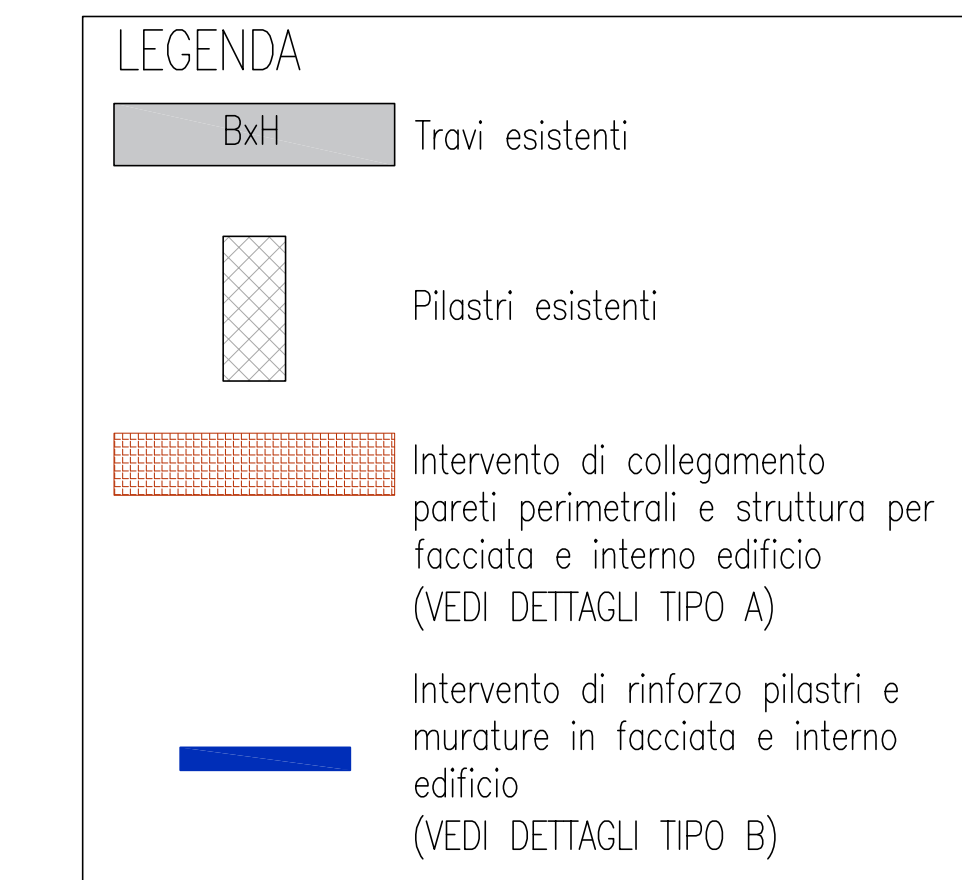 LEGENDA
BxH
Travi esistenti
Pilastri esistenti
Intervento di collegamento
pareti perimetrali e struttura per
facciata e interno edificio
(VEDI DETTAGLI TIPO A)
Intervento di rinforzo pilastri e
murature in facciata e interno
edificio
(VEDI DETTAGLI TIPO B)